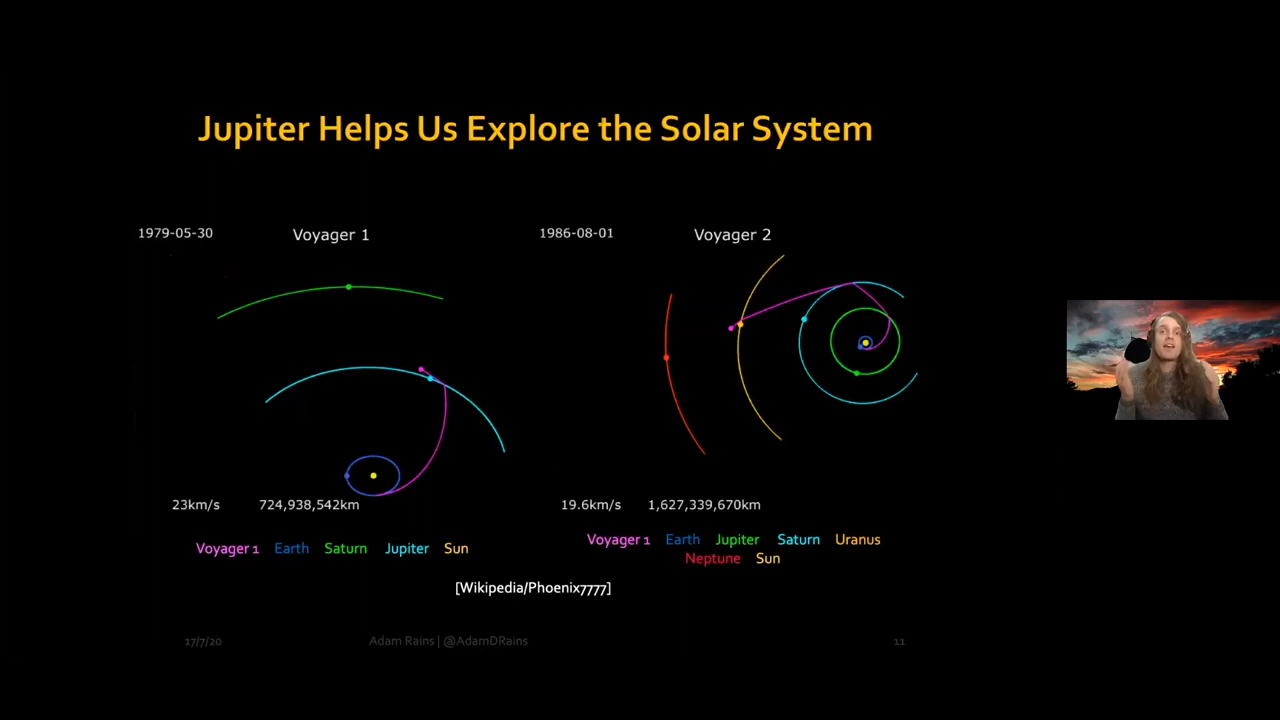 Jupiter Helps Us Explore the Solar System
1979-05-30 Voyager 1
1986-08-01 Voyager 2
23km/s 724,938,542km
19.6km/s 1,627,339,670km
Voyager 1 Earth Saturn Jupiter Sun
Voyager 1 Earth Jupiter Saturn Uranus
Neptune Sun
[Wikipedia/Phoenix7777]
17/7/20 Adam Rains | @AdamDRains 11